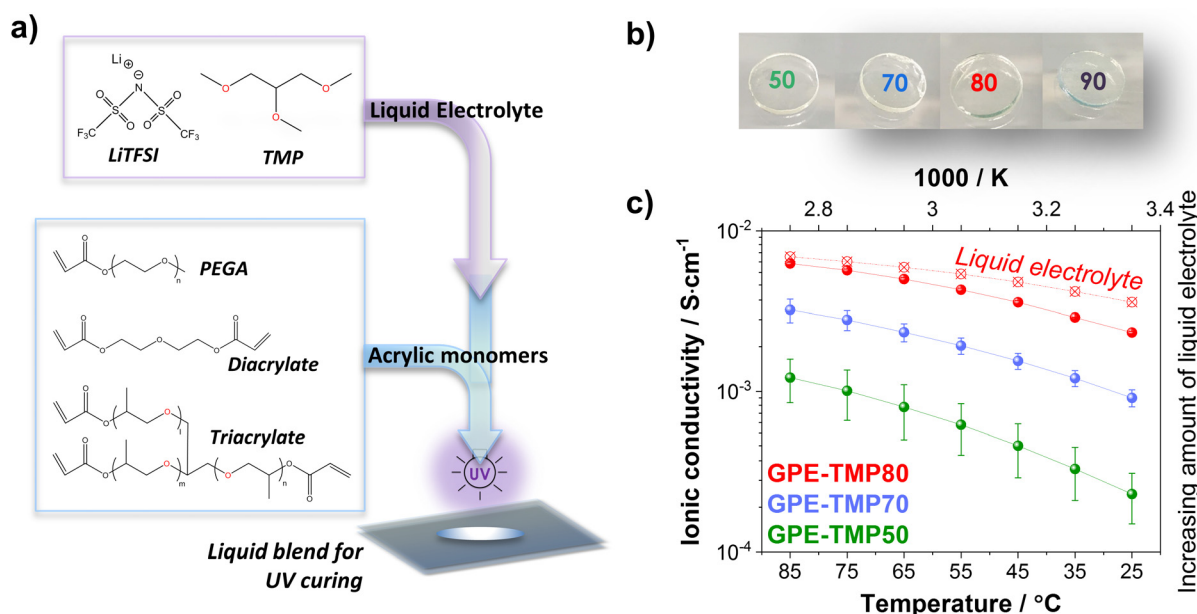 a)
Li
⊕
⊖
N
O
O
S
S
O
O
F₃C
CF₃
LiTFSI
O
O
O
TMP
Liquid Electrolyte
O
O
O
n
PEGA
O
O
O
O
O
Diacrylate
Acrylic monomers
O
O
O
l
Triacrylate
O
O
O
m
O
n
O
O
UV
Liquid blend for
UV curing
b)
50
70
80
90
c)
1000 / K
2.8
3
3.2
3.4
10⁻²
10⁻³
10⁻⁴
Ionic conductivity / S·cm⁻¹
Liquid electrolyte
GPE-TMP80
GPE-TMP70
GPE-TMP50
85
75
65
55
45
35
25
Temperature / °C
Increasing amount of liquid electrolyte